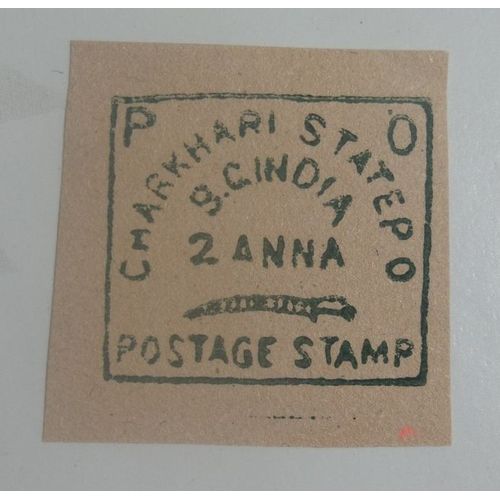 P O
CHARKHARI STATE P O
B.C INDIA
2 ANNA
POSTAGE STAMP